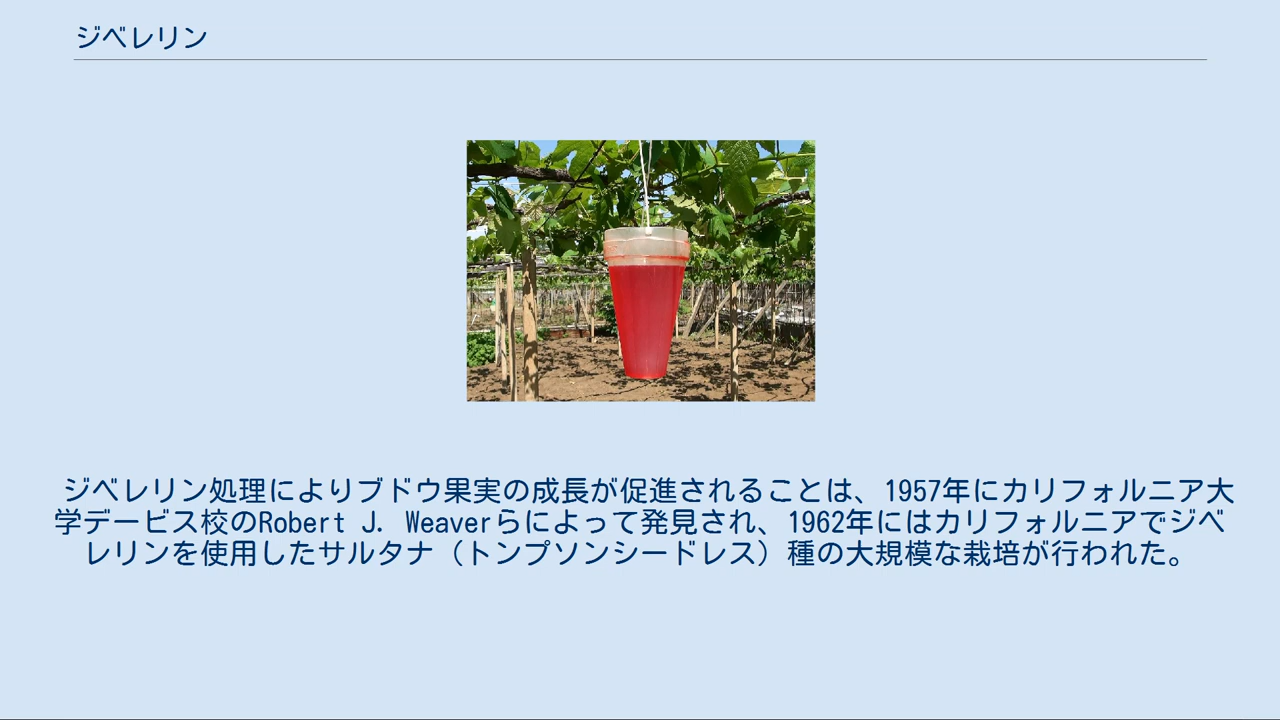 ジベレリン
ジベレリン処理によりブドウ果実の成長が促進されることは、1957年にカリフォルニア大
学デービス校のRobert J. Weaverらによって発見され、1962年にはカリフォルニアでジベ
レリンを使用したサルタナ（トンプソンシードレス）種の大規模な栽培が行われた。